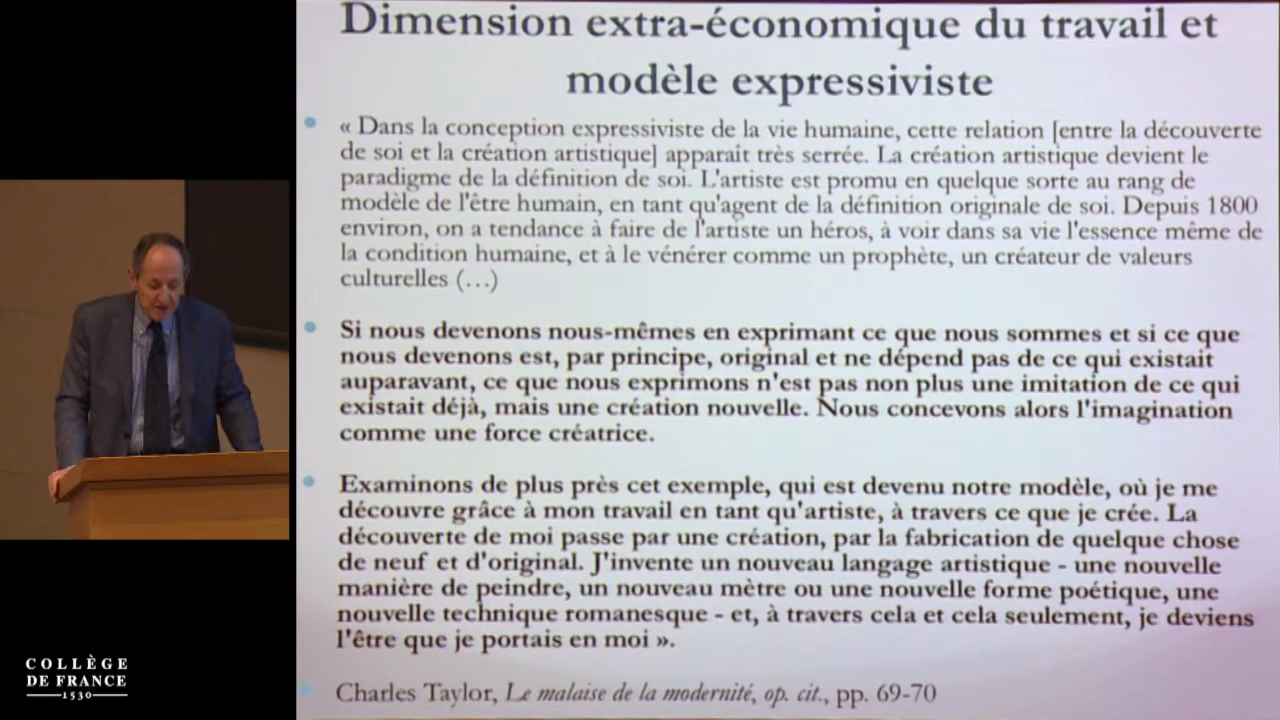 Dimension extra-économique du travail et
modèle expressiviste
« Dans la conception expressiviste de la vie humaine, cette relation [entre la découverte
de soi et la création artistique] apparaît très serrée. La création artistique devient le
paradigme de la définition de soi. L'artiste est promu en quelque sorte au rang de
modèle de l'être humain, en tant qu'agent de la définition originale de soi. Depuis 1800
environ, on a tendance à faire de l'artiste un héros, à voir dans sa vie l'essence même de
la condition humaine, et à le vénérer comme un prophète, un créateur de valeurs
culturelles (…)
Si nous devenons nous-mêmes en exprimant ce que nous sommes et si ce que
nous devenons est, par principe, original et ne dépend pas de ce qui existait
auparavant, ce que nous exprimons n'est pas non plus une imitation de ce qui
existait déjà, mais une création nouvelle. Nous concevons alors l'imagination
comme une force créatrice.
Examinons de plus près cet exemple, qui est devenu notre modèle, où je me
découvre grâce à mon travail en tant qu'artiste, à travers ce que je crée. La
découverte de moi passe par une création, par la fabrication de quelque chose
de neuf et d'original. J'invente un nouveau langage artistique - une nouvelle
manière de peindre, un nouveau mètre ou une nouvelle forme poétique, une
nouvelle technique romanesque - et, à travers cela et cela seulement, je deviens
l'être que je portais en moi ».
Charles Taylor, Le malaise de la modernité, op. cit., pp. 69-70
COLLÈGE
DE FRANCE
1530